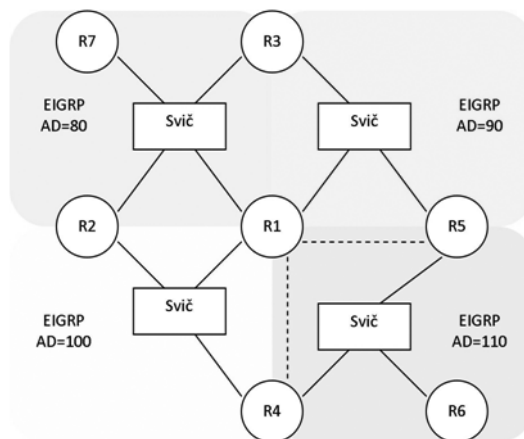 R7
R3
EIGRP
AD=80
Svič
Svič
EIGRP
AD=90
R2
R1
R5
EIGRP
AD=100
Svič
Svič
EIGRP
AD=110
R4
R6